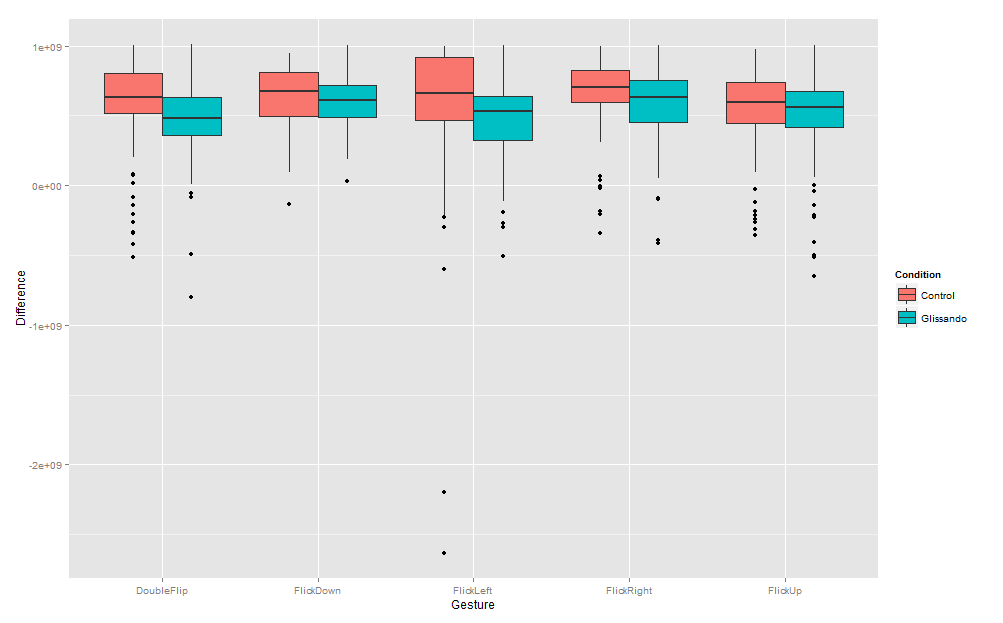 1e+09
0e+00
-1e+09
-2e+09
Difference
DoubleFlip FlickDown FlickLeft FlickRight FlickUp
Gesture
Condition
Control
Glissando